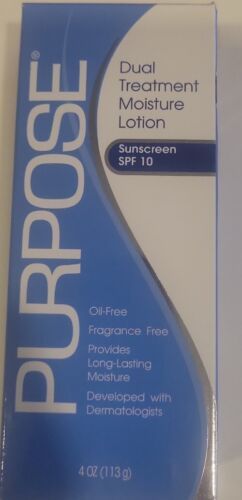 PURPOSE®
Dual
Treatment
Moisture
Lotion
Sunscreen
SPF 10
Oil-Free
Fragrance Free
Provides
Long-Lasting
Moisture
Developed with
Dermatologists
4 OZ (113g)